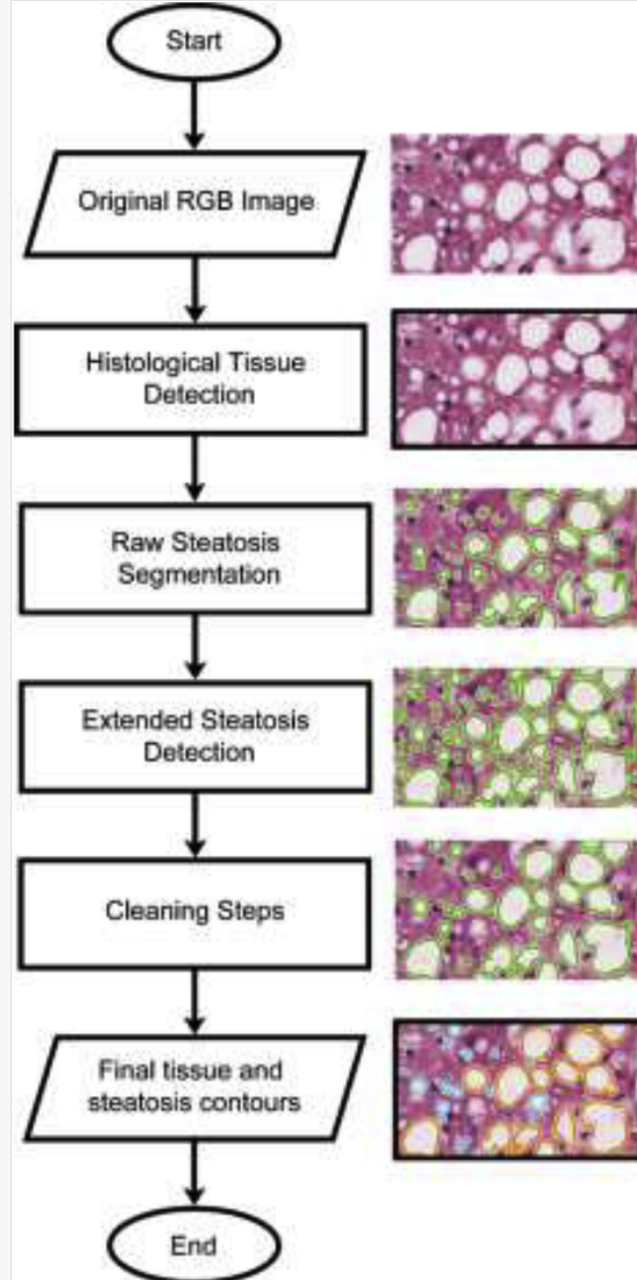 Start
Original RGB Image
Histological Tissue
Detection
Raw Steatosis
Segmentation
Extended Steatosis
Detection
Cleaning Steps
Final tissue and
steatosis contours
End